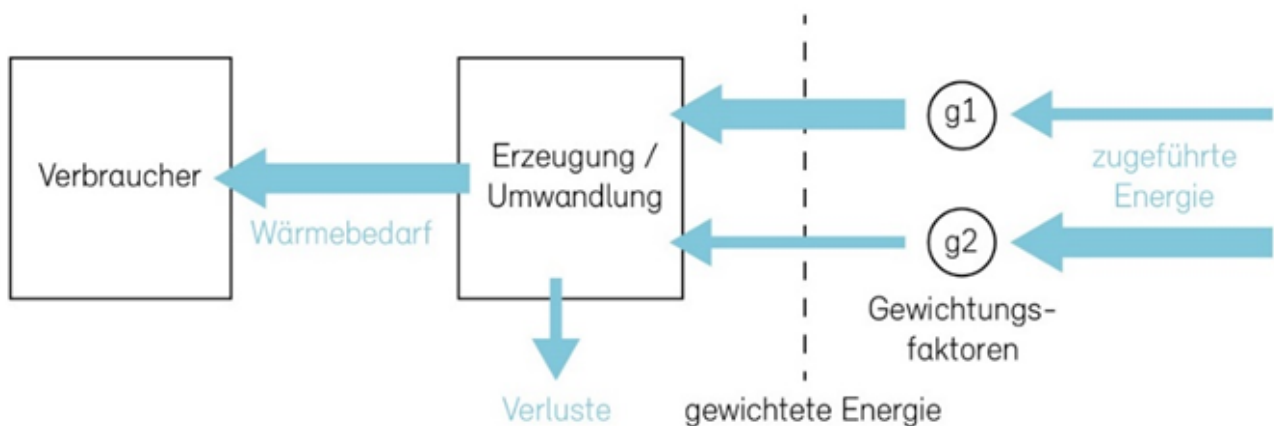 Verbraucher
Wärmebedarf
Erzeugung /
Umwandlung
Verluste
gewichtete Energie
g1
g2
Gewichtungs-
faktoren
zugeführte
Energie